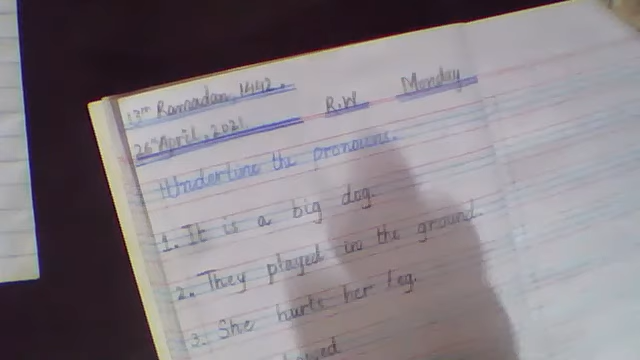 13th Ramadan, 1442.
R.W
Monday
26th April, 2021
Underline the pronouns.
1. It is a big dog.
2. They played in the ground.
3. She hurts her leg.